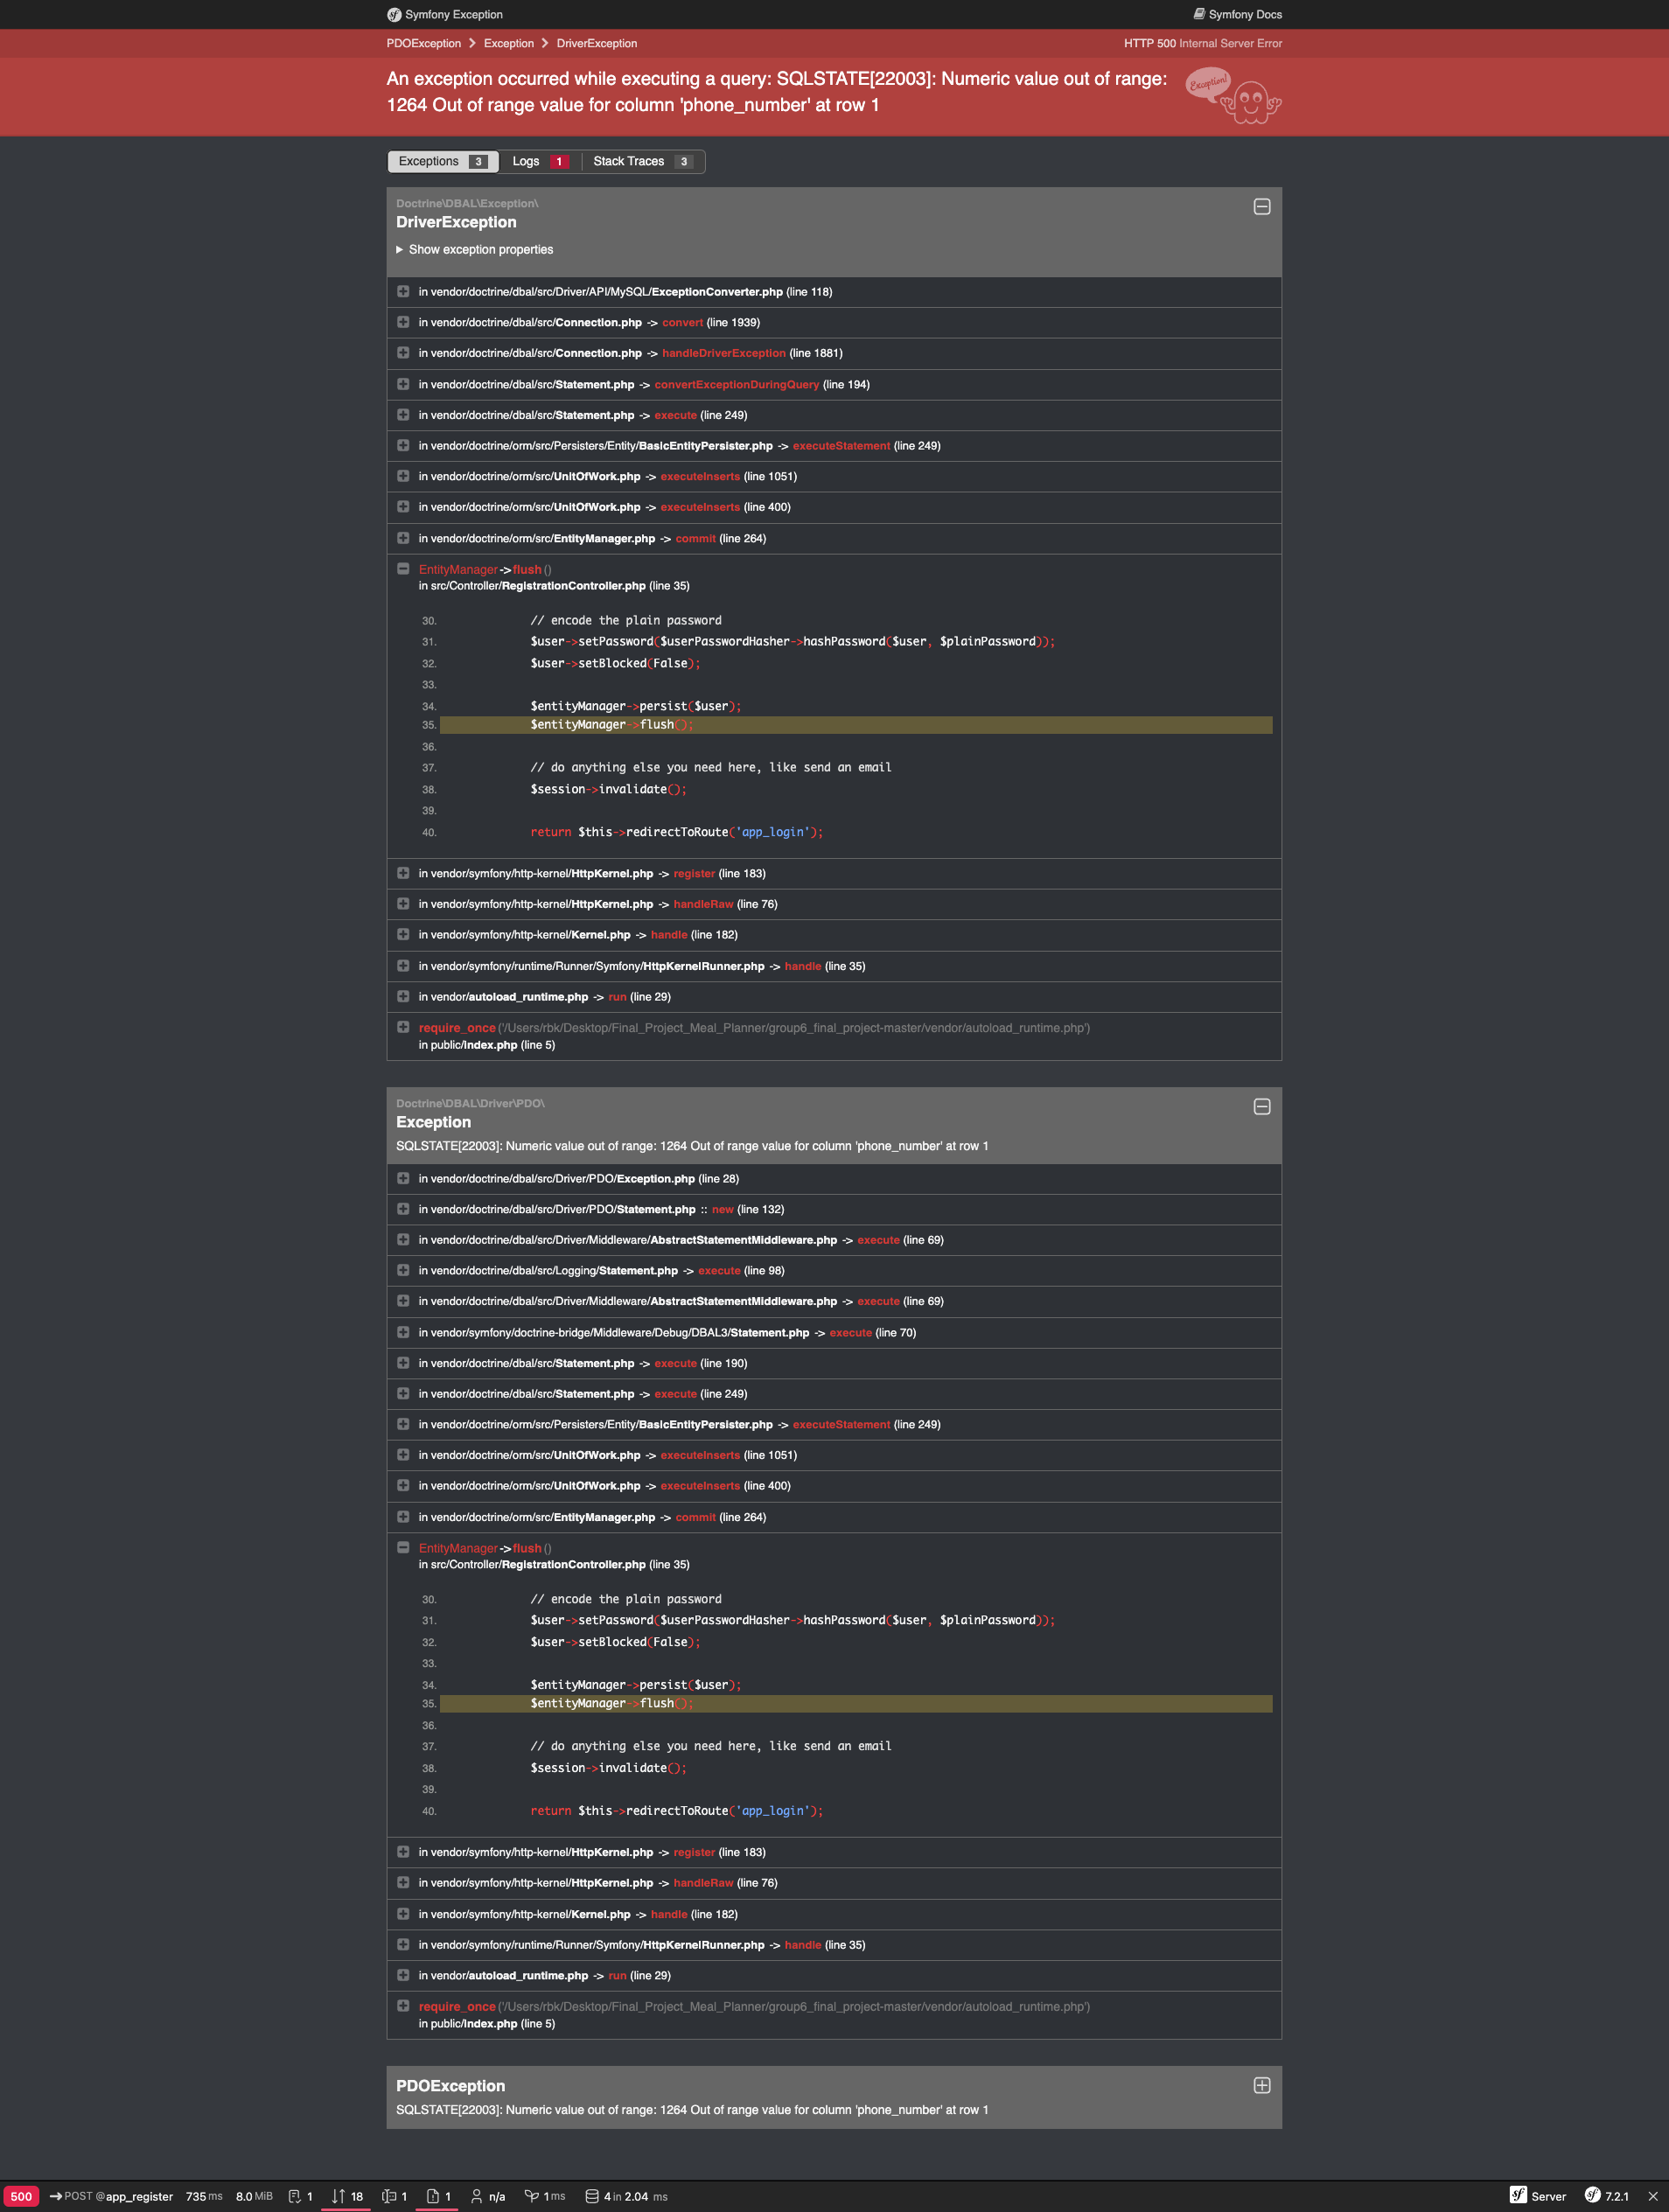 Symfony Exception
Symfony Docs
PDOException > Exception > DriverException
HTTP 500 Internal Server Error
An exception occurred while executing a query: SQLSTATE[22003]: Numeric value out of range:
1264 Out of range value for column 'phone_number' at row 1
Exception!
Exceptions 3 Logs 1 Stack Traces 3
Doctrine\DBAL\Exception\
DriverException
Show exception properties
in vendor/doctrine/dbal/src/Driver/API/MySQL/ExceptionConverter.php (line 118)
in vendor/doctrine/dbal/src/Connection.php -> convert (line 1939)
in vendor/doctrine/dbal/src/Connection.php -> handleDriverException (line 1881)
in vendor/doctrine/dbal/src/Statement.php -> convertExceptionDuringQuery (line 194)
in vendor/doctrine/dbal/src/Statement.php -> execute (line 249)
in vendor/doctrine/orm/src/Persisters/Entity/BasicEntityPersister.php -> executeStatement (line 249)
in vendor/doctrine/orm/src/UnitOfWork.php -> executeInserts (line 1051)
in vendor/doctrine/orm/src/UnitOfWork.php -> executeInserts (line 400)
in vendor/doctrine/orm/src/EntityManager.php -> commit (line 264)
EntityManager->flush()
in src/Controller/RegistrationController.php (line 35)
30. // encode the plain password
31. $user->setPassword($userPasswordHasher->hashPassword($user, $plainPassword));
32. $user->setBlocked(False);
33.
34. $entityManager->persist($user);
35. $entityManager->flush();
36.
37. // do anything else you need here, like send an email
38. $session->invalidate();
39.
40. return $this->redirectToRoute('app_login');
in vendor/symfony/http-kernel/HttpKernel.php -> register (line 183)
in vendor/symfony/http-kernel/HttpKernel.php -> handleRaw (line 76)
in vendor/symfony/http-kernel/Kernel.php -> handle (line 182)
in vendor/symfony/runtime/Runner/Symfony/HttpKernelRunner.php -> handle (line 35)
in vendor/autoload_runtime.php -> run (line 29)
require_once('/Users/rbk/Desktop/Final_Project_Meal_Planner/group6_final_project-master/vendor/autoload_runtime.php')
in public/index.php (line 5)
Doctrine\DBAL\Driver\PDO\
Exception
SQLSTATE[22003]: Numeric value out of range: 1264 Out of range value for column 'phone_number' at row 1
in vendor/doctrine/dbal/src/Driver/PDO/Exception.php (line 28)
in vendor/doctrine/dbal/src/Driver/PDO/Statement.php :: new (line 132)
in vendor/doctrine/dbal/src/Driver/Middleware/AbstractStatementMiddleware.php -> execute (line 69)
in vendor/doctrine/dbal/src/Logging/Statement.php -> execute (line 98)
in vendor/doctrine/dbal/src/Driver/Middleware/AbstractStatementMiddleware.php -> execute (line 69)
in vendor/symfony/doctrine-bridge/Middleware/Debug/DBAL3/Statement.php -> execute (line 70)
in vendor/doctrine/dbal/src/Statement.php -> execute (line 190)
in vendor/doctrine/dbal/src/Statement.php -> execute (line 249)
in vendor/doctrine/orm/src/Persisters/Entity/BasicEntityPersister.php -> executeStatement (line 249)
in vendor/doctrine/orm/src/UnitOfWork.php -> executeInserts (line 1051)
in vendor/doctrine/orm/src/UnitOfWork.php -> executeInserts (line 400)
in vendor/doctrine/orm/src/EntityManager.php -> commit (line 264)
EntityManager->flush()
in src/Controller/RegistrationController.php (line 35)
30. // encode the plain password
31. $user->setPassword($userPasswordHasher->hashPassword($user, $plainPassword));
32. $user->setBlocked(False);
33.
34. $entityManager->persist($user);
35. $entityManager->flush();
36.
37. // do anything else you need here, like send an email
38. $session->invalidate();
39.
40. return $this->redirectToRoute('app_login');
in vendor/symfony/http-kernel/HttpKernel.php -> register (line 183)
in vendor/symfony/http-kernel/HttpKernel.php -> handleRaw (line 76)
in vendor/symfony/http-kernel/Kernel.php -> handle (line 182)
in vendor/symfony/runtime/Runner/Symfony/HttpKernelRunner.php -> handle (line 35)
in vendor/autoload_runtime.php -> run (line 29)
require_once('/Users/rbk/Desktop/Final_Project_Meal_Planner/group6_final_project-master/vendor/autoload_runtime.php')
in public/index.php (line 5)
PDOException
SQLSTATE[22003]: Numeric value out of range: 1264 Out of range value for column 'phone_number' at row 1
500 POST @ app_register 735 ms 8.0 MiB 1 18 1 1 n/a 1 ms 4 in 2.04 ms Server 7.2.1